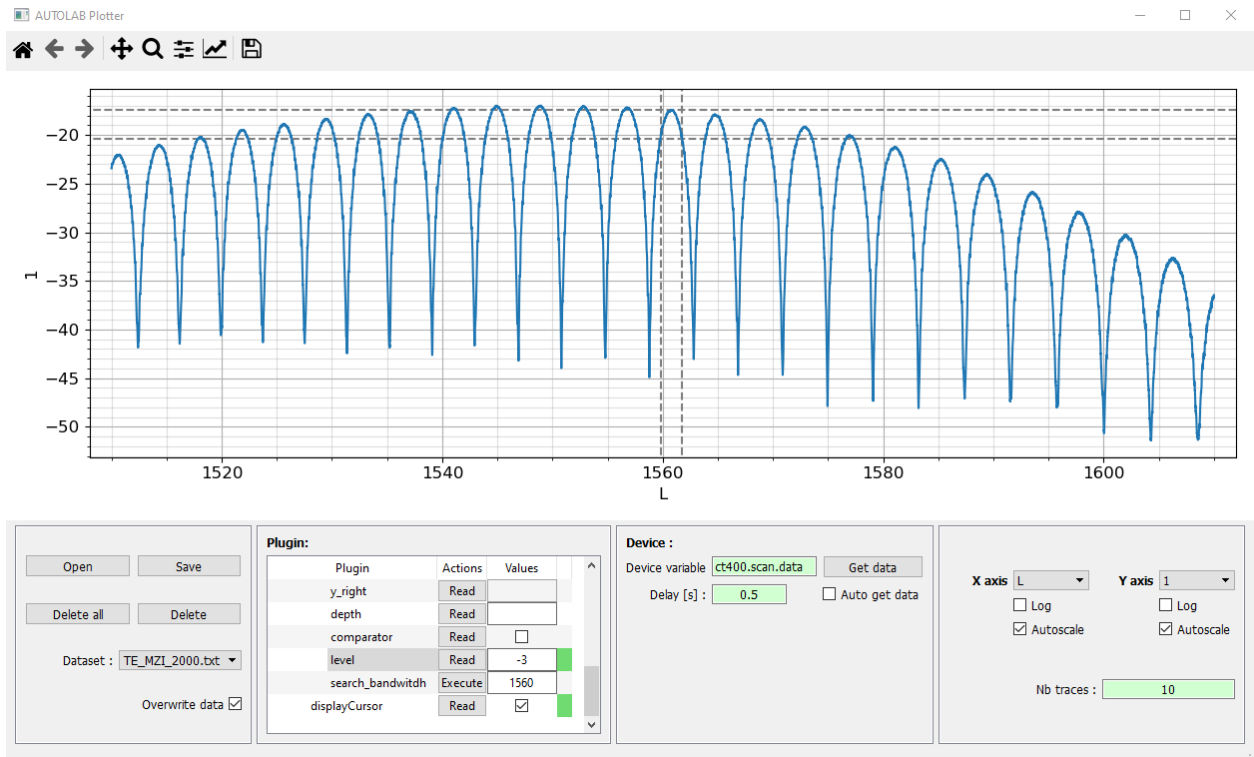 AUTOLAB Plotter
−20
−25
−30
−35
−40
−45
−50
1
1520 1540 1560 1580 1600
L
Open Save
Delete all Delete
Dataset : TE_MZI_2000.txt
Overwrite data
Plugin:
Plugin Actions Values
y_right Read
depth Read
comparator Read
level Read -3
search_bandwitdh Execute 1560
displayCursor Read
Device :
Device variable ct400.scan.data Get data
Delay [s] : 0.5 Auto get data
X axis L Y axis 1
Log Log
Autoscale Autoscale
Nb traces : 10